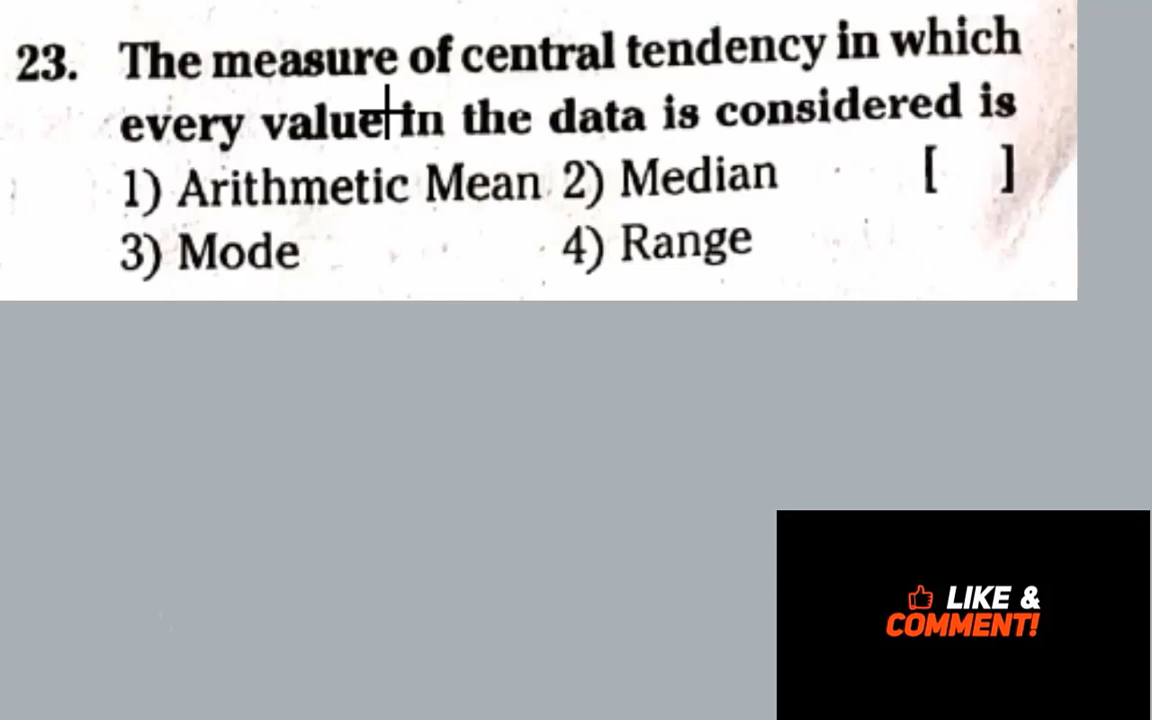 23. The measure of central tendency in which
every value in the data is considered is
1) Arithmetic Mean 2) Median [ ]
3) Mode 4) Range
LIKE &
COMMENT!